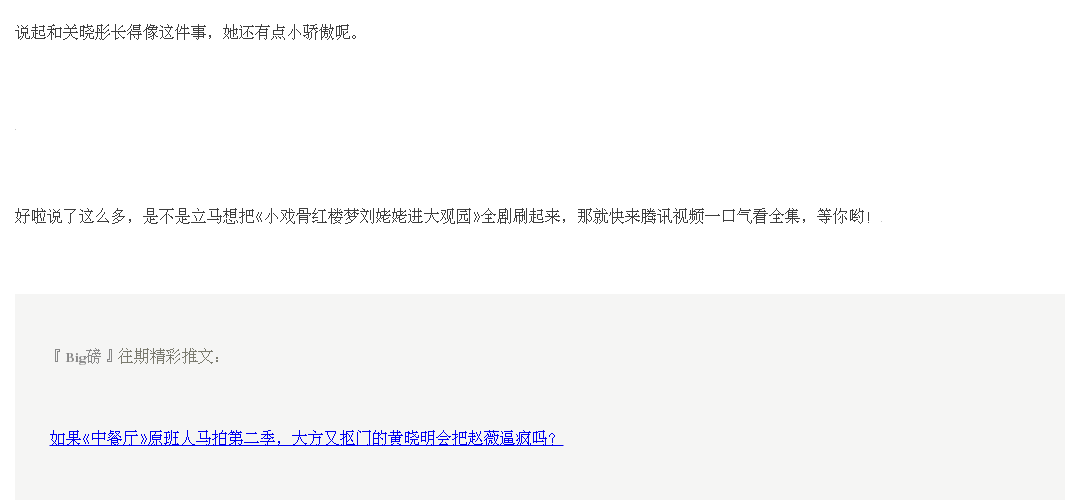 说起和关晓彤长得像这件事，她还有点小骄傲呢。
好啦说了这么多，是不是立马想把《小戏骨红楼梦刘姥姥进大观园》全剧刷起来，那就快来腾讯视频一口气看全集，等你哟！
『 Big磅 』往期精彩推文：
如果《中餐厅》原班人马拍第二季，大方又抠门的黄晓明会把赵薇逼疯吗？